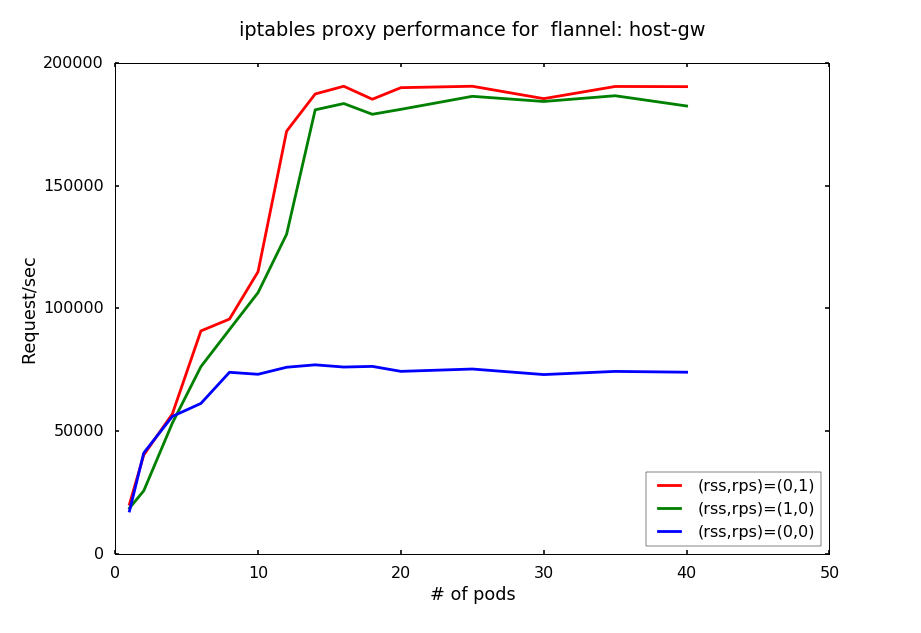 iptables proxy performance for  flannel: host-gw
200000
150000
100000
50000
0
Request/sec
0 10 20 30 40 50
# of pods
(rss,rps)=(0,1)
(rss,rps)=(1,0)
(rss,rps)=(0,0)